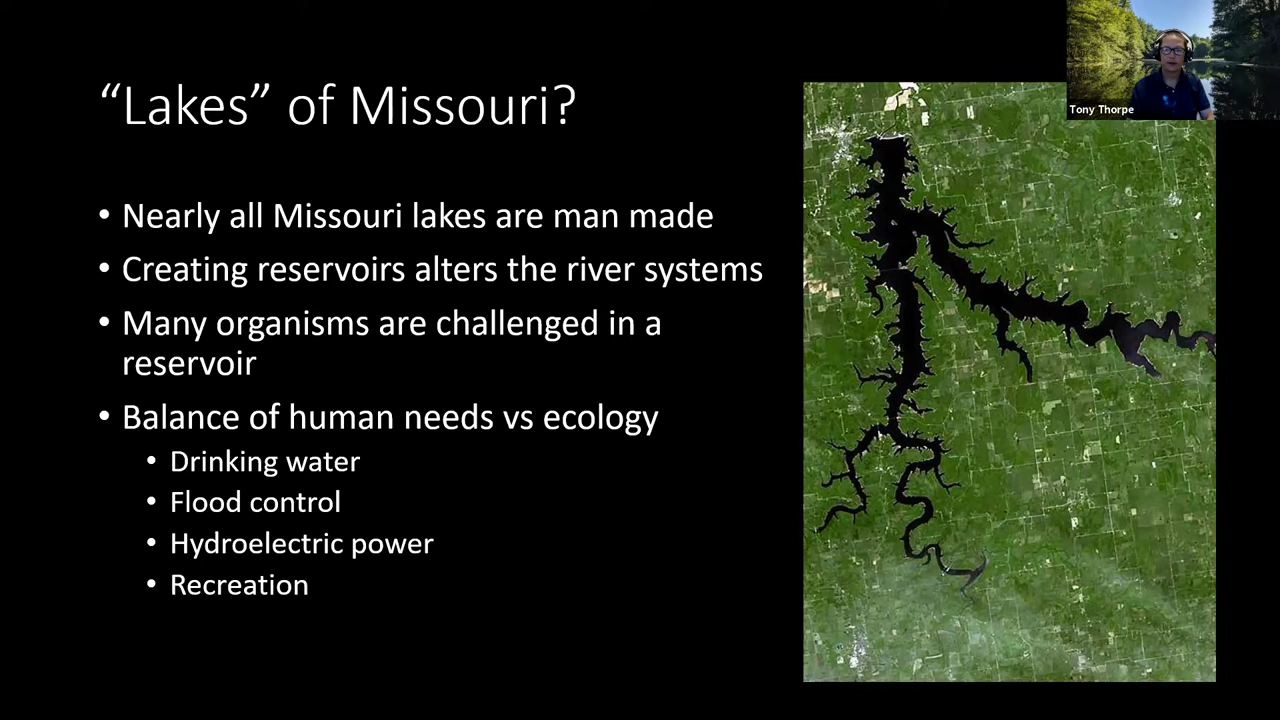 “Lakes” of Missouri?
• Nearly all Missouri lakes are man made
• Creating reservoirs alters the river systems
• Many organisms are challenged in a
reservoir
• Balance of human needs vs ecology
• Drinking water
• Flood control
• Hydroelectric power
• Recreation
Tony Thorpe